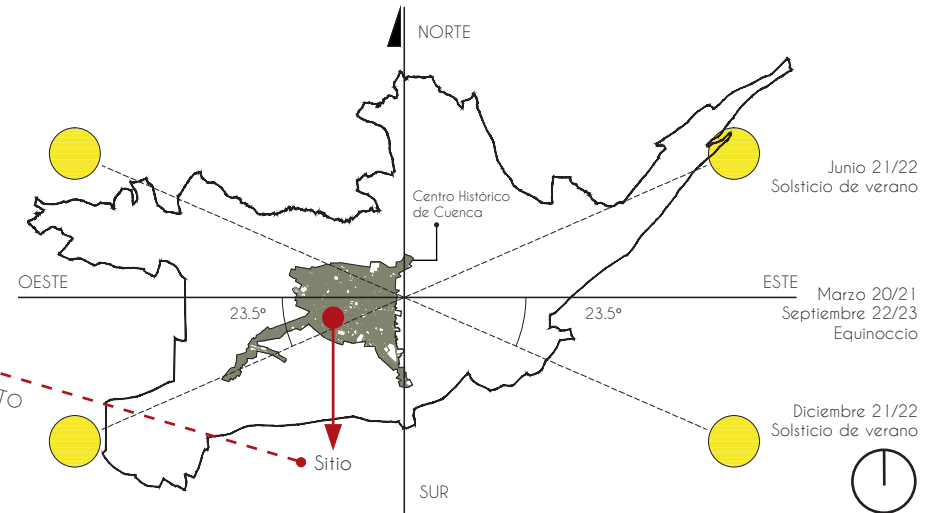 NORTE
Junio 21/22
Solsticio de verano
Centro Histórico
de Cuenca
OESTE
ESTE
Marzo 20/21
Septiembre 22/23
Equinoccio
23.5°
23.5°
TO
Diciembre 21/22
Solsticio de verano
Sitio
SUR